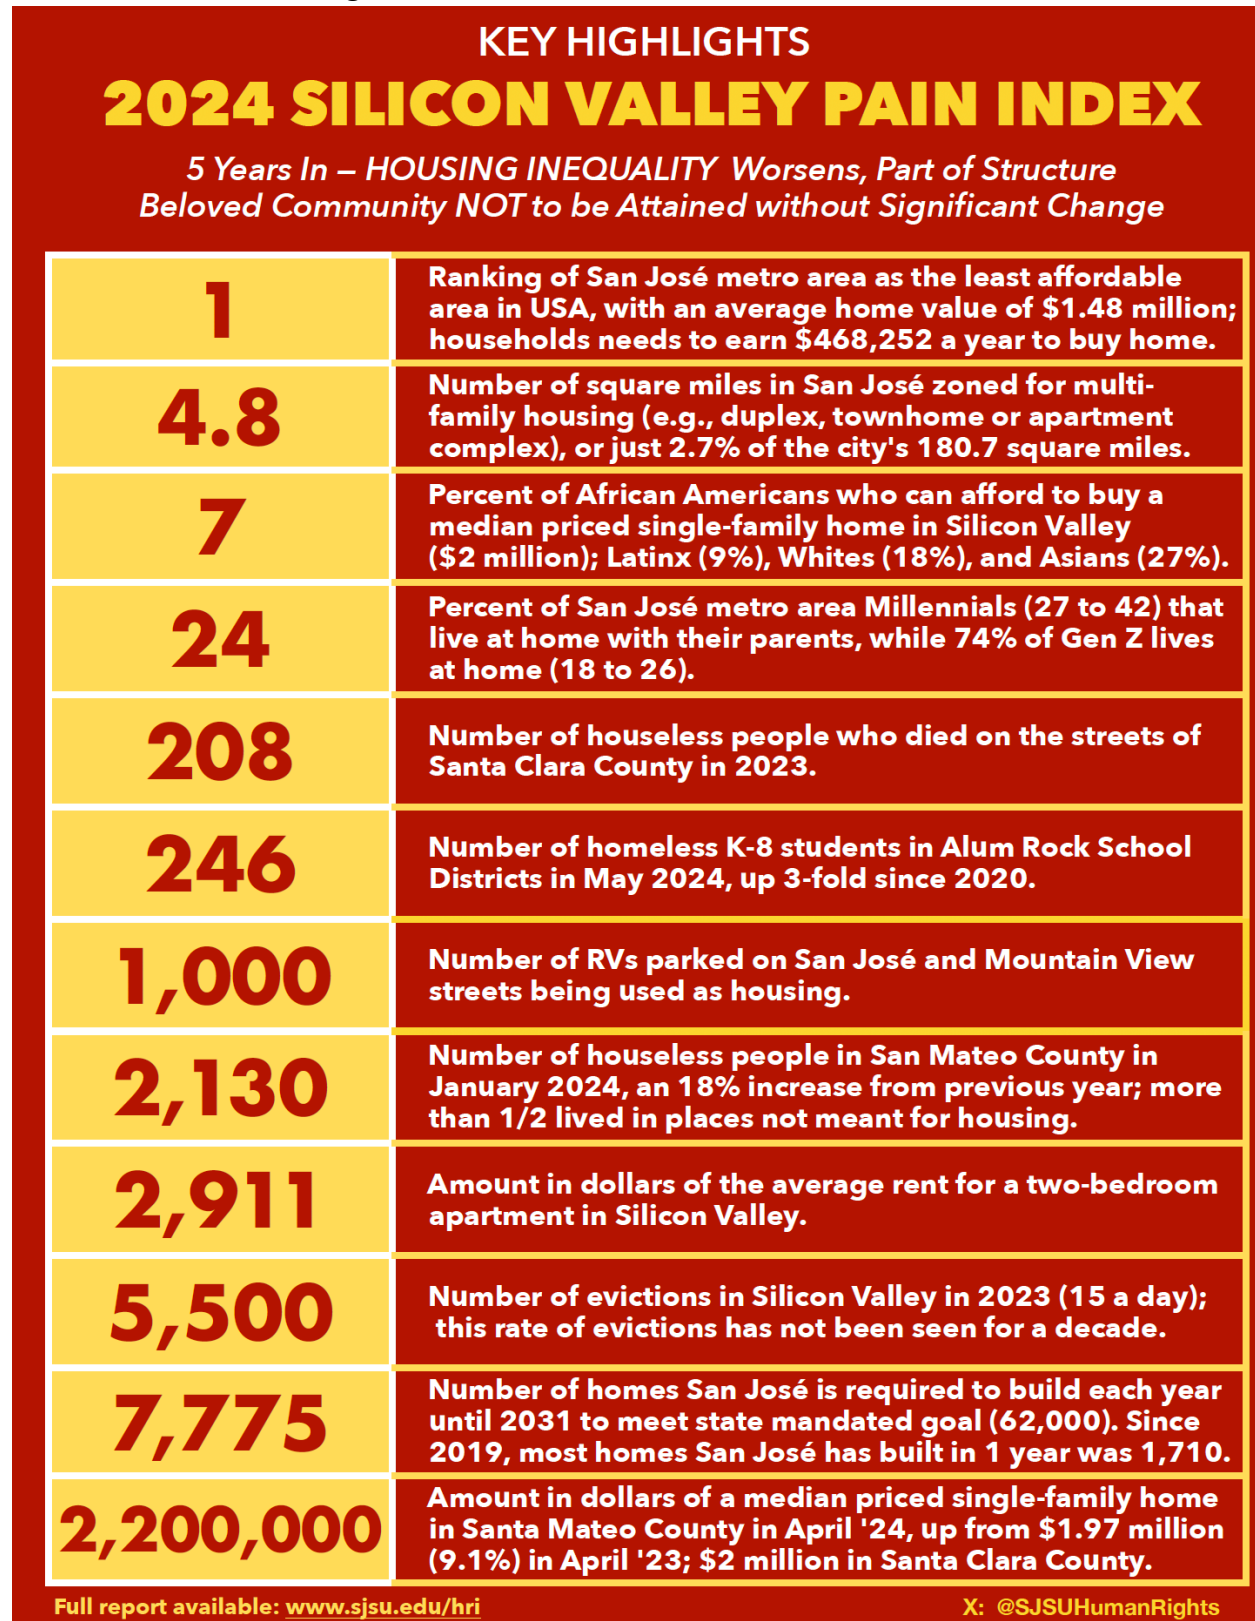 KEY HIGHLIGHTS
2024 SILICON VALLEY PAIN INDEX
5 Years In – HOUSING INEQUALITY Worsens, Part of Structure
Beloved Community NOT to be Attained without Significant Change
1
Ranking of San José metro area as the least affordable
area in USA, with an average home value of $1.48 million;
households needs to earn $468,252 a year to buy home.
4.8
Number of square miles in San José zoned for multi-
family housing (e.g., duplex, townhome or apartment
complex), or just 2.7% of the city's 180.7 square miles.
7
Percent of African Americans who can afford to buy a
median priced single-family home in Silicon Valley
($2 million); Latinx (9%), Whites (18%), and Asians (27%).
24
Percent of San José metro area Millennials (27 to 42) that
live at home with their parents, while 74% of Gen Z lives
at home (18 to 26).
208
Number of houseless people who died on the streets of
Santa Clara County in 2023.
246
Number of homeless K-8 students in Alum Rock School
Districts in May 2024, up 3-fold since 2020.
1,000
Number of RVs parked on San José and Mountain View
streets being used as housing.
2,130
Number of houseless people in San Mateo County in
January 2024, an 18% increase from previous year; more
than 1/2 lived in places not meant for housing.
2,911
Amount in dollars of the average rent for a two-bedroom
apartment in Silicon Valley.
5,500
Number of evictions in Silicon Valley in 2023 (15 a day);
this rate of evictions has not been seen for a decade.
7,775
Number of homes San José is required to build each year
until 2031 to meet state mandated goal (62,000). Since
2019, most homes San José has built in 1 year was 1,710.
2,200,000
Amount in dollars of a median priced single-family home
in Santa Mateo County in April '24, up from $1.97 million
(9.1%) in April '23; $2 million in Santa Clara County.
Full report available: www.sjsu.edu/hri
X: @SJSUHumanRights